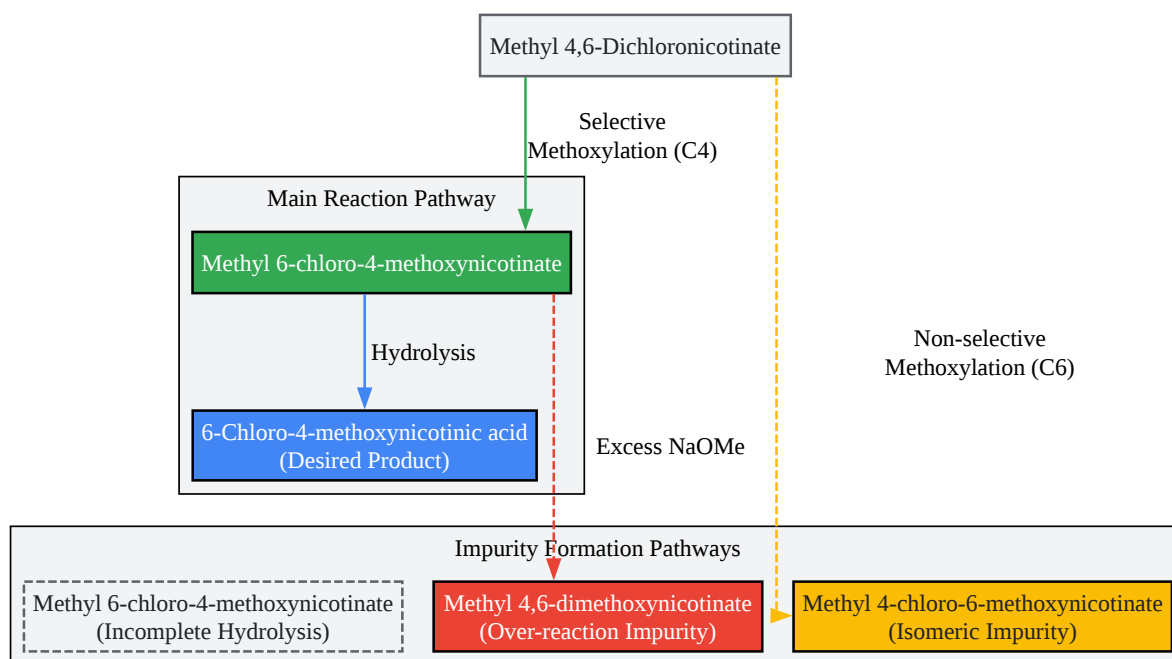 Methyl 4,6-Dichloronicotinate
Selective
Methoxylation (C4)
Main Reaction Pathway
Methyl 6-chloro-4-methoxynicotinate
Hydrolysis
Non-selective
Methoxylation (C6)
6-Chloro-4-methoxynicotinic acid
(Desired Product)
Excess NaOMe
Impurity Formation Pathways
Methyl 6-chloro-4-methoxynicotinate
(Incomplete Hydrolysis)
Methyl 4,6-dimethoxynicotinate
(Over-reaction Impurity)
Methyl 4-chloro-6-methoxynicotinate
(Isomeric Impurity)